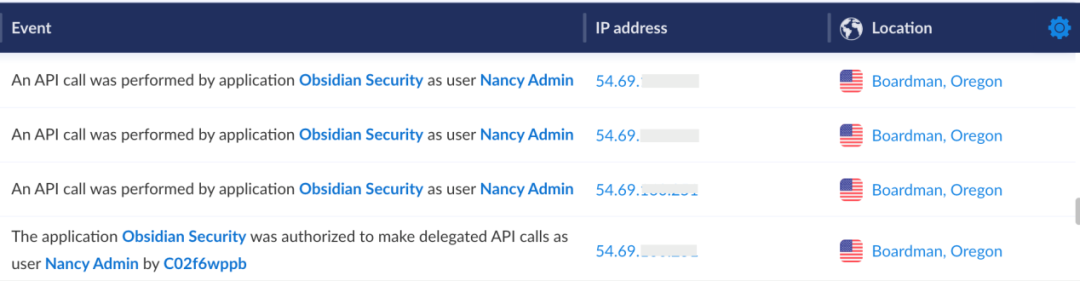 Event IP address Location
An API call was performed by application Obsidian Security as user Nancy Admin 54.69. Boardman, Oregon
An API call was performed by application Obsidian Security as user Nancy Admin 54.69. Boardman, Oregon
An API call was performed by application Obsidian Security as user Nancy Admin 54.69. Boardman, Oregon
The application Obsidian Security was authorized to make delegated API calls as
user Nancy Admin by C02f6wppb 54.69. Boardman, Oregon